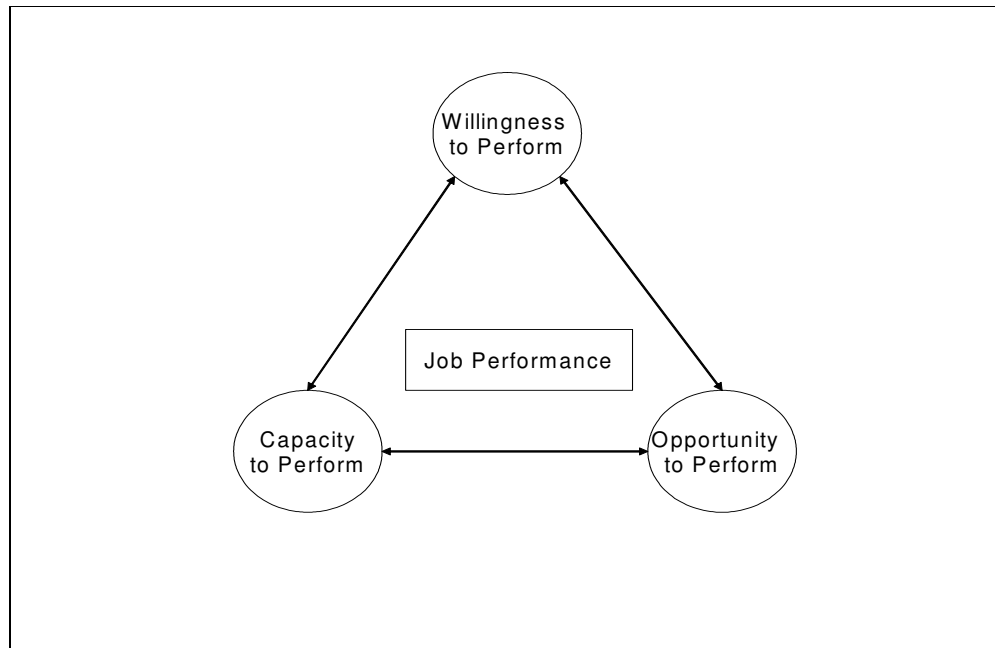 Willingness
to Perform
Job Performance
Capacity
to Perform
Opportunity
to Perform